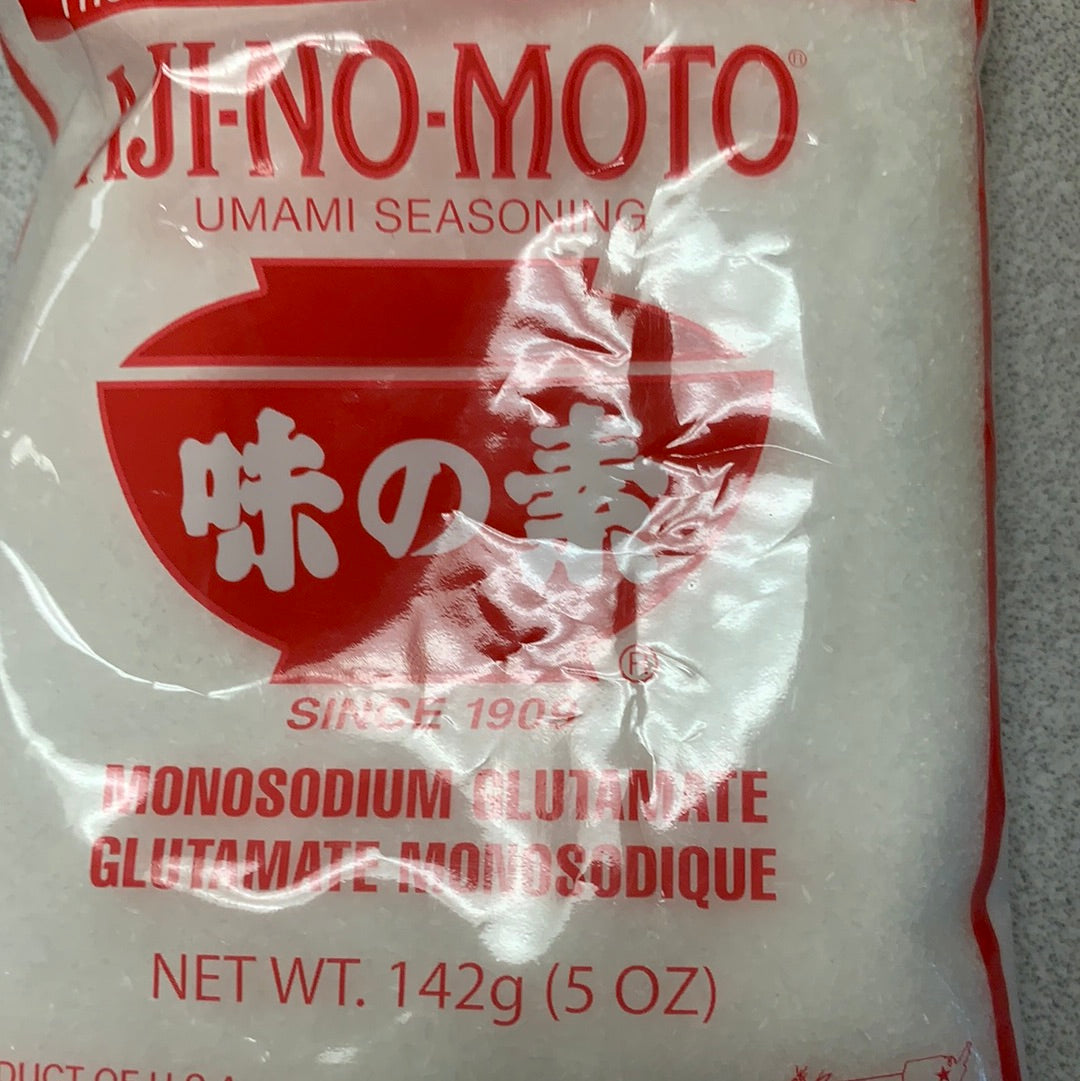 AJI-NO-MOTO®
UMAMI SEASONING
味の素
®
SINCE 1909
MONOSODIUM GLUTAMATE
GLUTAMATE MONOSODIQUE
NET WT. 142g (5 OZ)
OF U.S.A.